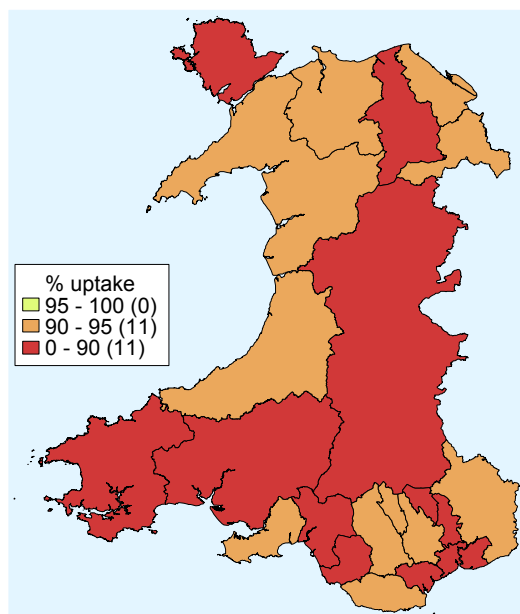 % uptake
95 - 100 (0)
90 - 95 (11)
0 - 90 (11)